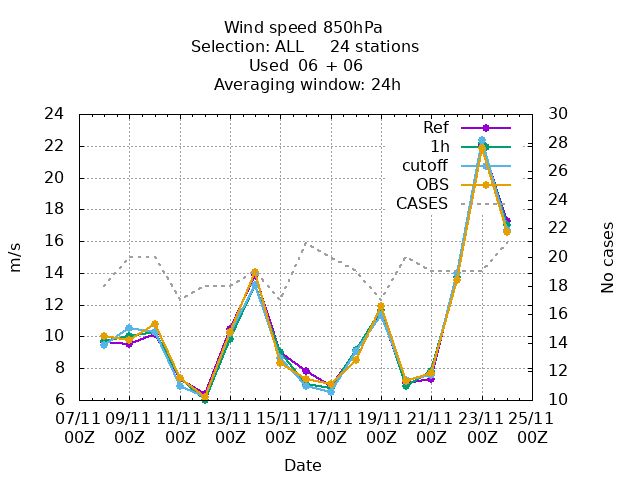 Wind speed 850hPa
Selection: ALL     24 stations
Used  06 + 06
Averaging window: 24h
24
22
20
18
16
14
12
10
8
6
30
28
26
24
22
20
18
16
14
12
10
m/s
No cases
Ref
1h
cutoff
OBS
CASES
07/11 09/11 11/11 13/11 15/11 17/11 19/11 21/11 23/11 25/11
00Z 00Z 00Z 00Z 00Z 00Z 00Z 00Z 00Z 00Z
Date